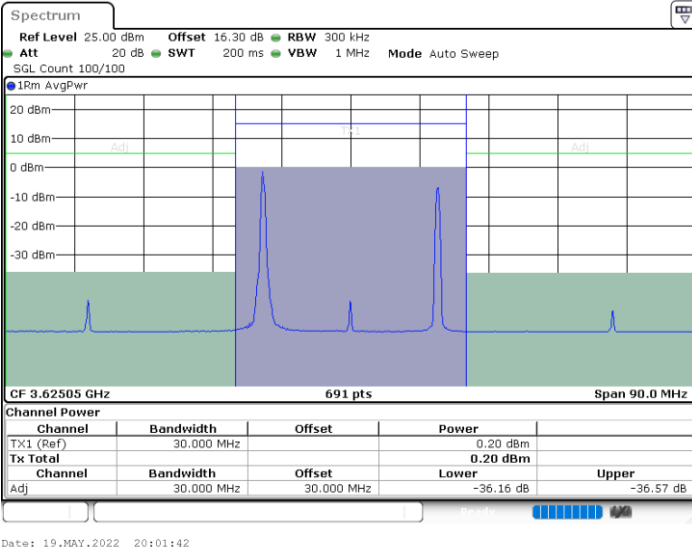 Spectrum
Ref Level 25.00 dBm Offset 16.30 dB RBW 300 kHz
Att 20 dB SWT 200 ms VBW 1 MHz Mode Auto Sweep
SGL Count 100/100
1Rm AvgPwr
20 dBm
TX1
10 dBm
Adj Adj
0 dBm
-10 dBm
-20 dBm
-30 dBm
CF 3.62505 GHz 691 pts Span 90.0 MHz
Channel Power
Channel Bandwidth Offset Power
TX1 (Ref) 30.000 MHz 0.20 dBm
Tx Total 0.20 dBm
Channel Bandwidth Offset Lower Upper
Adj 30.000 MHz 30.000 MHz -36.16 dB -36.57 dB
Ready
Date: 19.MAY.2022 20:01:42